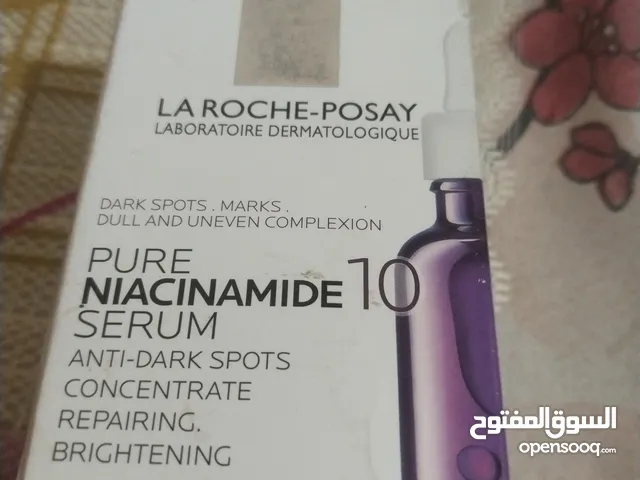 LA ROCHE-POSAY
LABORATOIRE DERMATOLOGIQUE
DARK SPOTS . MARKS .
DULL AND UNEVEN COMPLEXION
PURE
NIACINAMIDE 10
SERUM
ANTI-DARK SPOTS
CONCENTRATE
REPAIRING.
BRIGHTENING
السوق المفتوح
opensooq.com